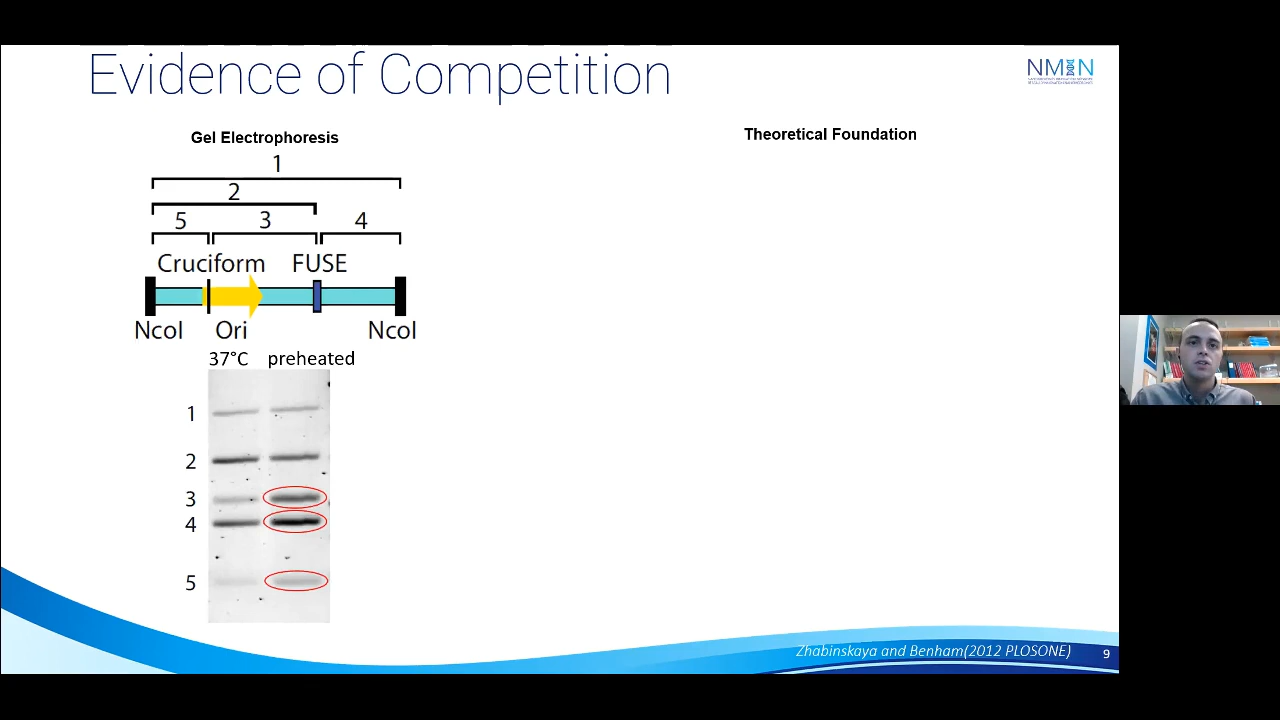 Evidence of Competition
NMIN
Gel Electrophoresis
Theoretical Foundation
1
2
5 3 4
Cruciform FUSE
NcoI Ori NcoI
37°C preheated
1
2
3
4
5
Zhabinskaya and Benham(2012 PLOSONE)
9